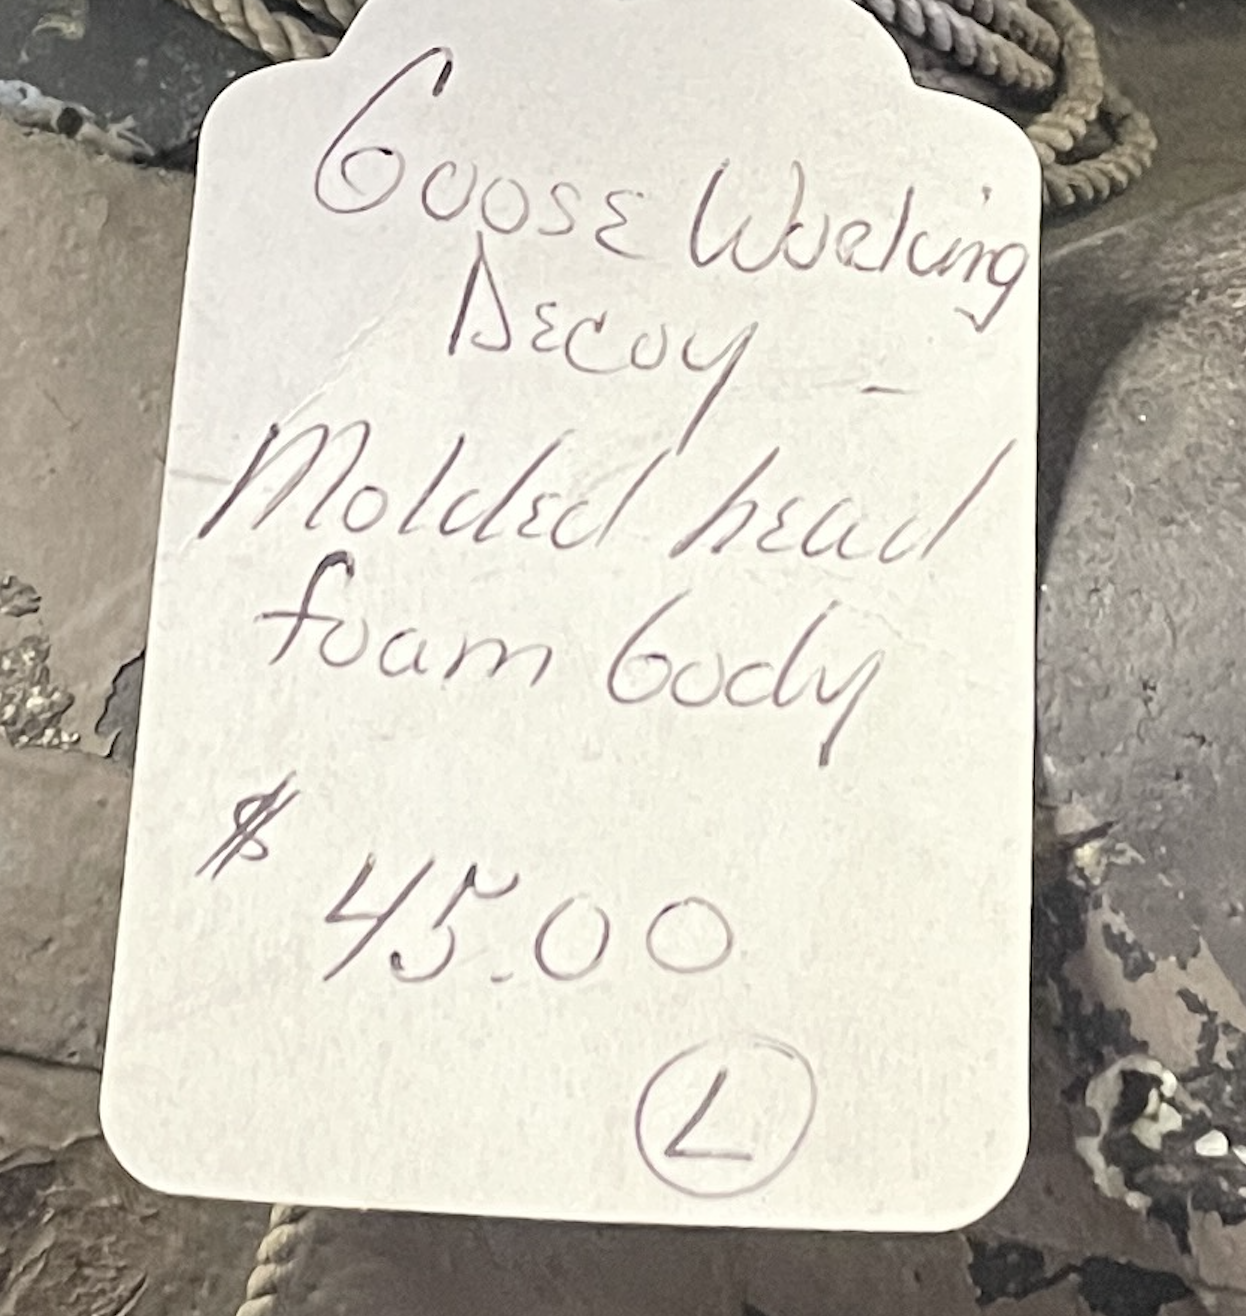 Goose Working
Decoy -
Molded head
foam body
$ 45.00
L